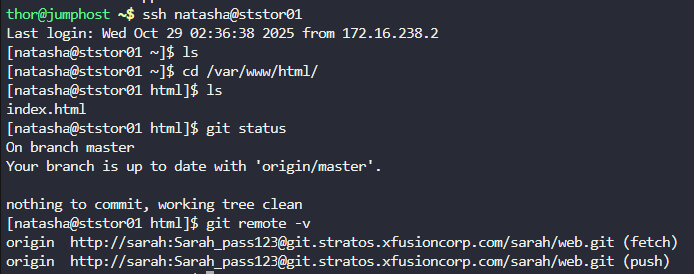 thor@jumphost ~$ ssh natasha@ststor01
Last login: Wed Oct 29 02:36:38 2025 from 172.16.238.2
[natasha@ststor01 ~]$ ls
[natasha@ststor01 ~]$ cd /var/www/html/
[natasha@ststor01 html]$ ls
index.html
[natasha@ststor01 html]$ git status
On branch master
Your branch is up to date with 'origin/master'.
nothing to commit, working tree clean
[natasha@ststor01 html]$ git remote -v
origin  http://sarah:Sarah_pass123@git.stratos.xfusioncorp.com/sarah/web.git (fetch)
origin  http://sarah:Sarah_pass123@git.stratos.xfusioncorp.com/sarah/web.git (push)